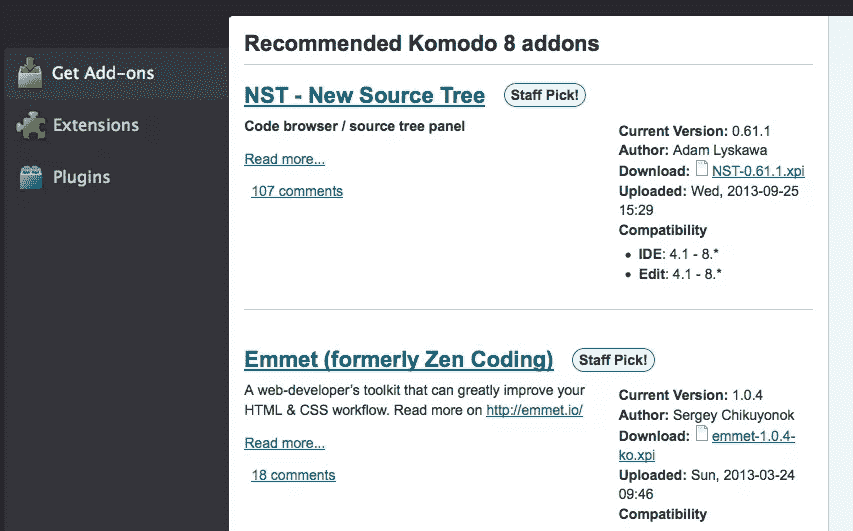 Get Add-ons
Extensions
Plugins
Recommended Komodo 8 addons
NST - New Source Tree
Staff Pick!
Code browser / source tree panel
Read more...
107 comments
Current Version: 0.61.1
Author: Adam Lyskawa
Download: NST-0.61.1.xpi
Uploaded: Wed, 2013-09-25
15:29
Compatibility
• IDE: 4.1 - 8.*
• Edit: 4.1 - 8.*
Emmet (formerly Zen Coding)
Staff Pick!
A web-developer's toolkit that can greatly improve your
HTML & CSS workflow. Read more on http://emmet.io/
Read more...
18 comments
Current Version: 1.0.4
Author: Sergey Chikuyonok
Download: emmet-1.0.4-
ko.xpi
Uploaded: Sun, 2013-03-24
09:46
Compatibility